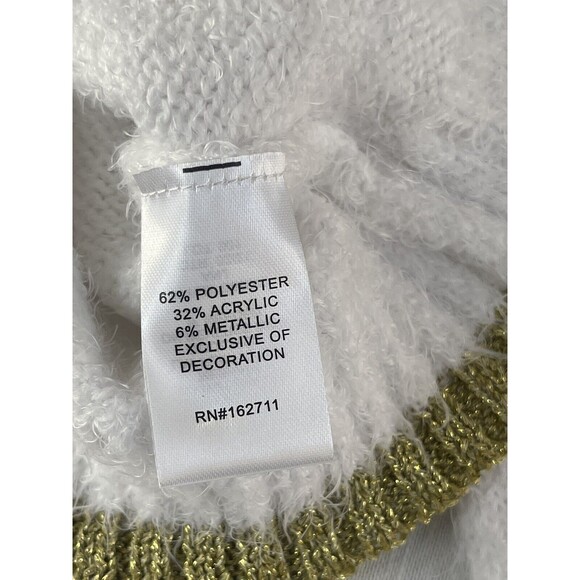 62% POLYESTER
32% ACRYLIC
6% METALLIC
EXCLUSIVE OF
DECORATION
RN#162711